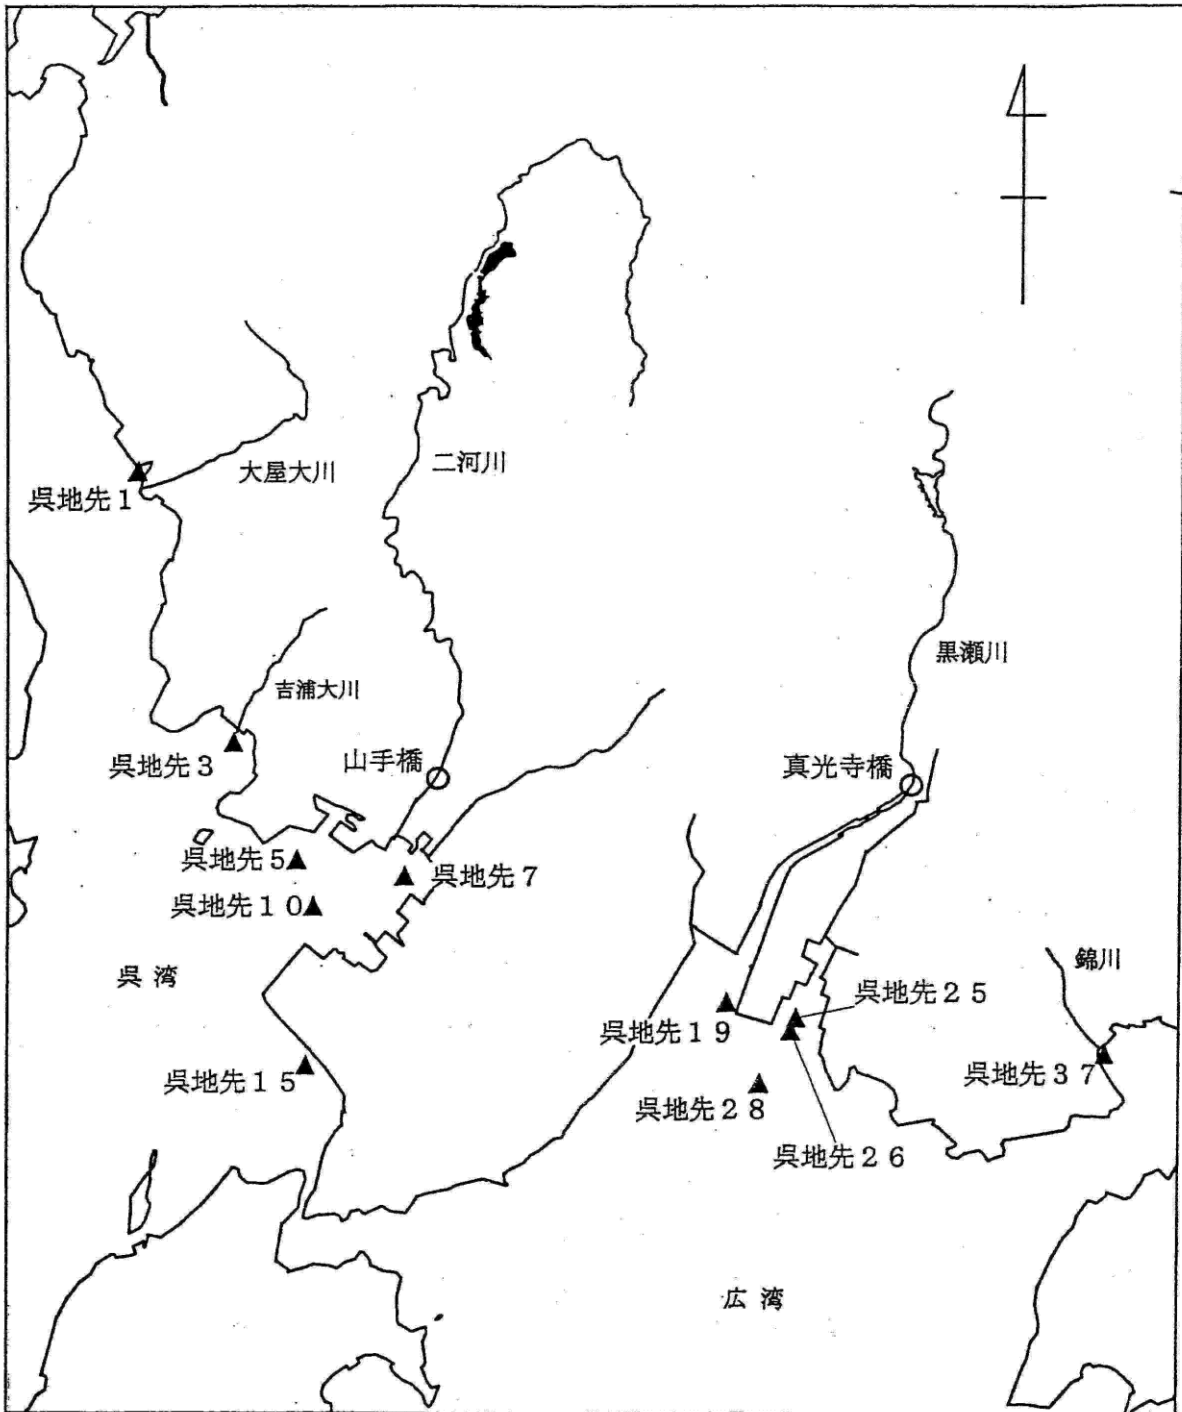 大屋大川
二河川
呉地先１
黒瀬川
吉浦大川
呉地先３
山手橋
真光寺橋
呉地先５
呉地先７
呉地先１０
呉 湾
錦川
呉地先２５
呉地先１９
呉地先１５
呉地先３７
呉地先２８
呉地先２６
広 湾